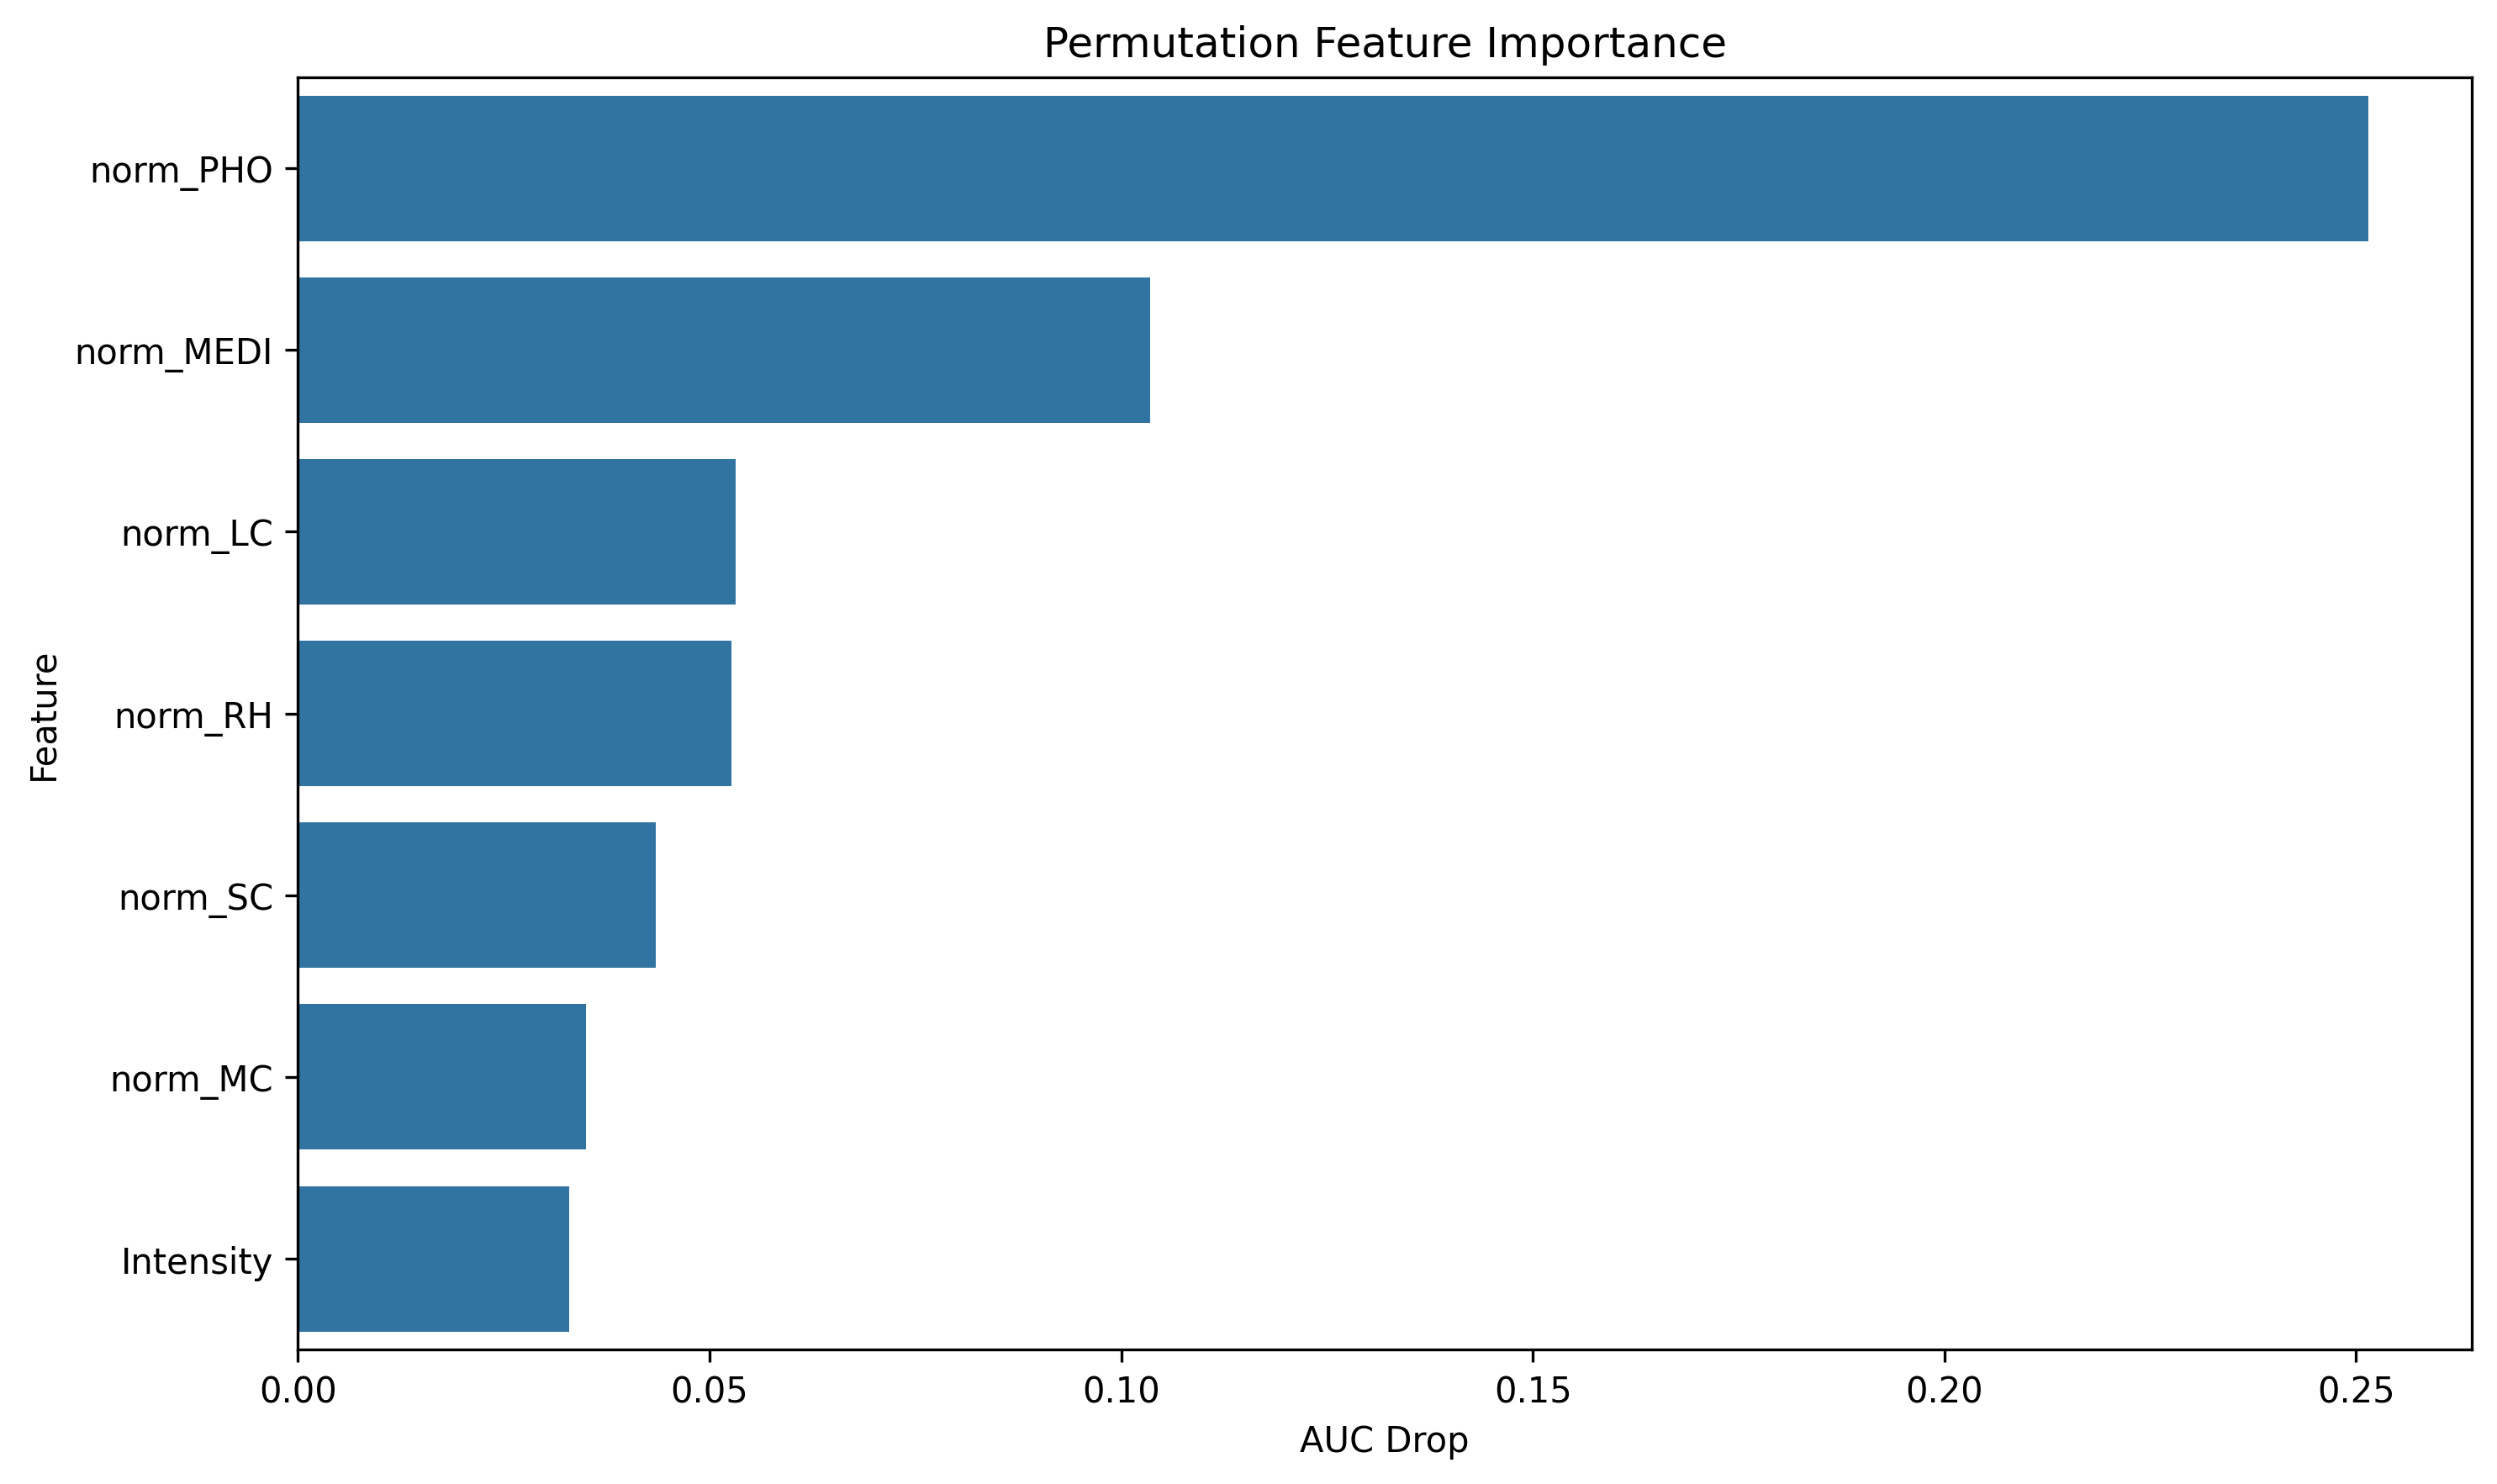 Permutation Feature Importance
norm_PHO
norm_MEDI
norm_LC
norm_RH
norm_SC
norm_MC
Intensity
Feature
0.00 0.05 0.10 0.15 0.20 0.25
AUC Drop